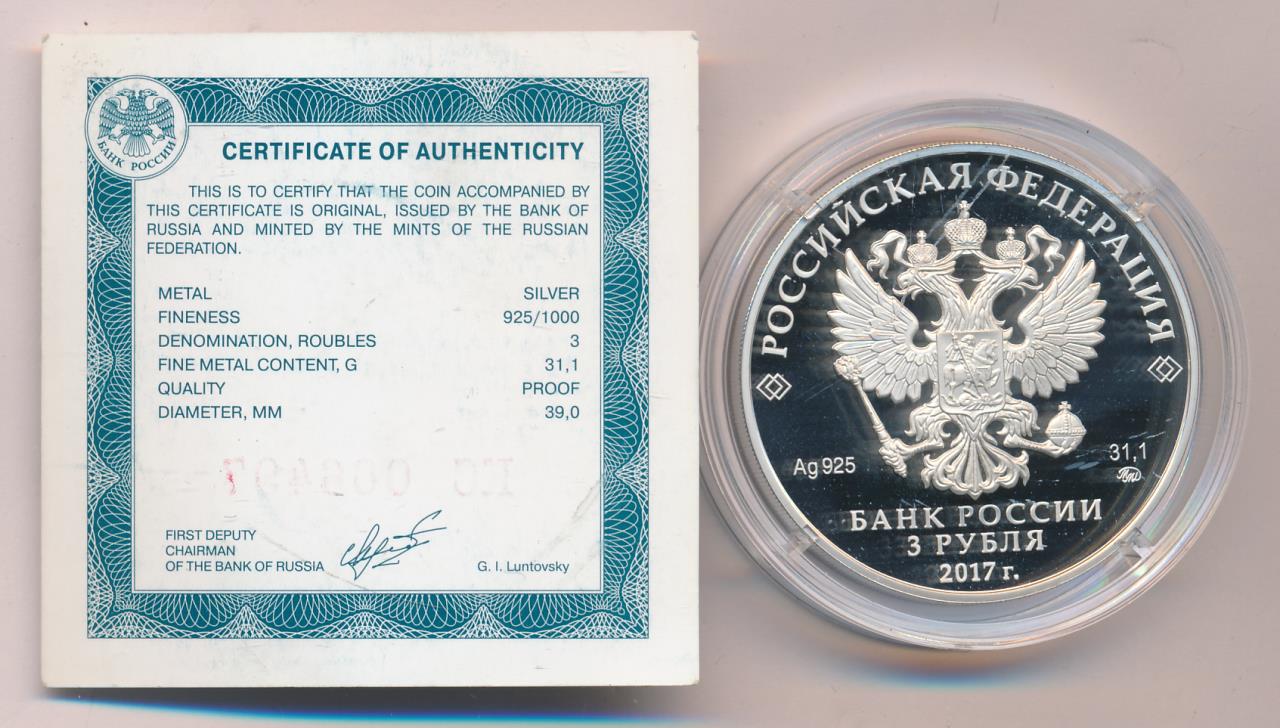 БАНК РОССИИ
CERTIFICATE OF AUTHENTICITY
THIS IS TO CERTIFY THAT THE COIN ACCOMPANIED BY
THIS CERTIFICATE IS ORIGINAL, ISSUED BY THE BANK OF
RUSSIA AND MINTED BY THE MINTS OF THE RUSSIAN
FEDERATION.
METAL SILVER
FINENESS 925/1000
DENOMINATION, ROUBLES 3
FINE METAL CONTENT, G 31,1
QUALITY PROOF
DIAMETER, MM 39,0
FIRST DEPUTY
CHAIRMAN
OF THE BANK OF RUSSIA G. I. Luntovsky
РОССИЙСКАЯ ФЕДЕРАЦИЯ
Ag 925 31,1
БАНК РОССИИ
3 РУБЛЯ
2017 г.